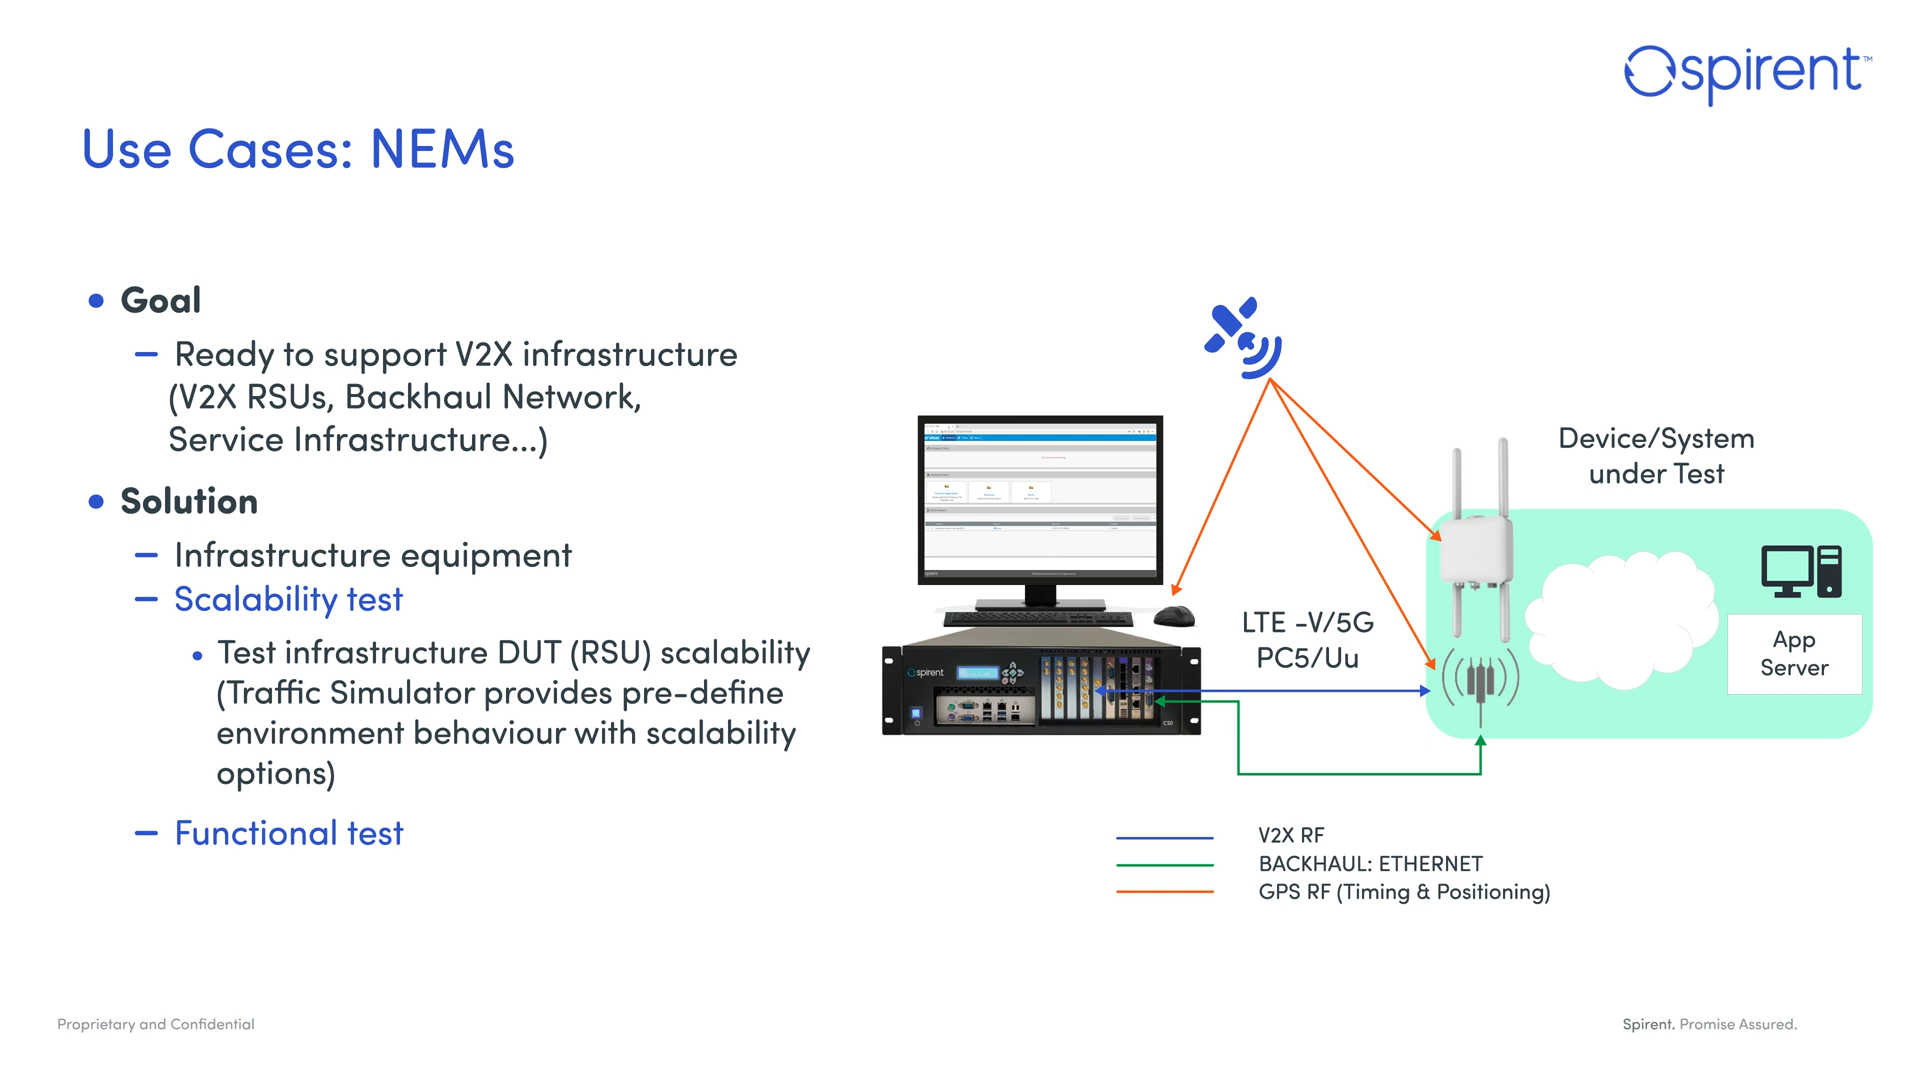 spirent™
Use Cases: NEMs
• Goal
– Ready to support V2X infrastructure
(V2X RSUs, Backhaul Network,
Service Infrastructure...)
• Solution
– Infrastructure equipment
– Scalability test
• Test infrastructure DUT (RSU) scalability
(Traffic Simulator provides pre-define
environment behaviour with scalability
options)
– Functional test
Device/System
under Test
LTE -V/5G
PC5/Uu
App
Server
spirent
C50
V2X RF
BACKHAUL: ETHERNET
GPS RF (Timing & Positioning)
Proprietary and Confidential
Spirent. Promise Assured.